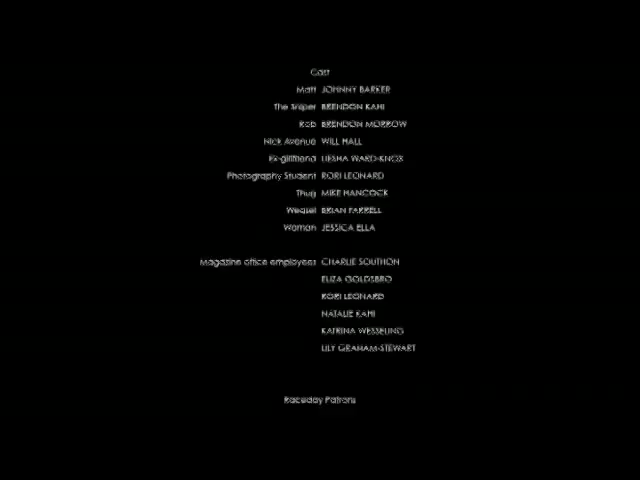 Cast
Matt JOHNNY BARKER
The Sniper BRENDON KAHI
Rob BRENDON MORROW
Nick Avenue WILL HALL
Ex-girlfriend LIESHA WARD-KNOX
Photography Student RORI LEONARD
Thug MIKE HANCOCK
Weasel BRIAN FARRELL
Woman JESSICA ELLA
Magazine office employees CHARLIE SOUTHON
ELIZA GOLDSBRO
RORI LEONARD
NATALIE KAHI
KATRINA WESSELING
LILY GRAHAM-STEWART
Raceday Patrons